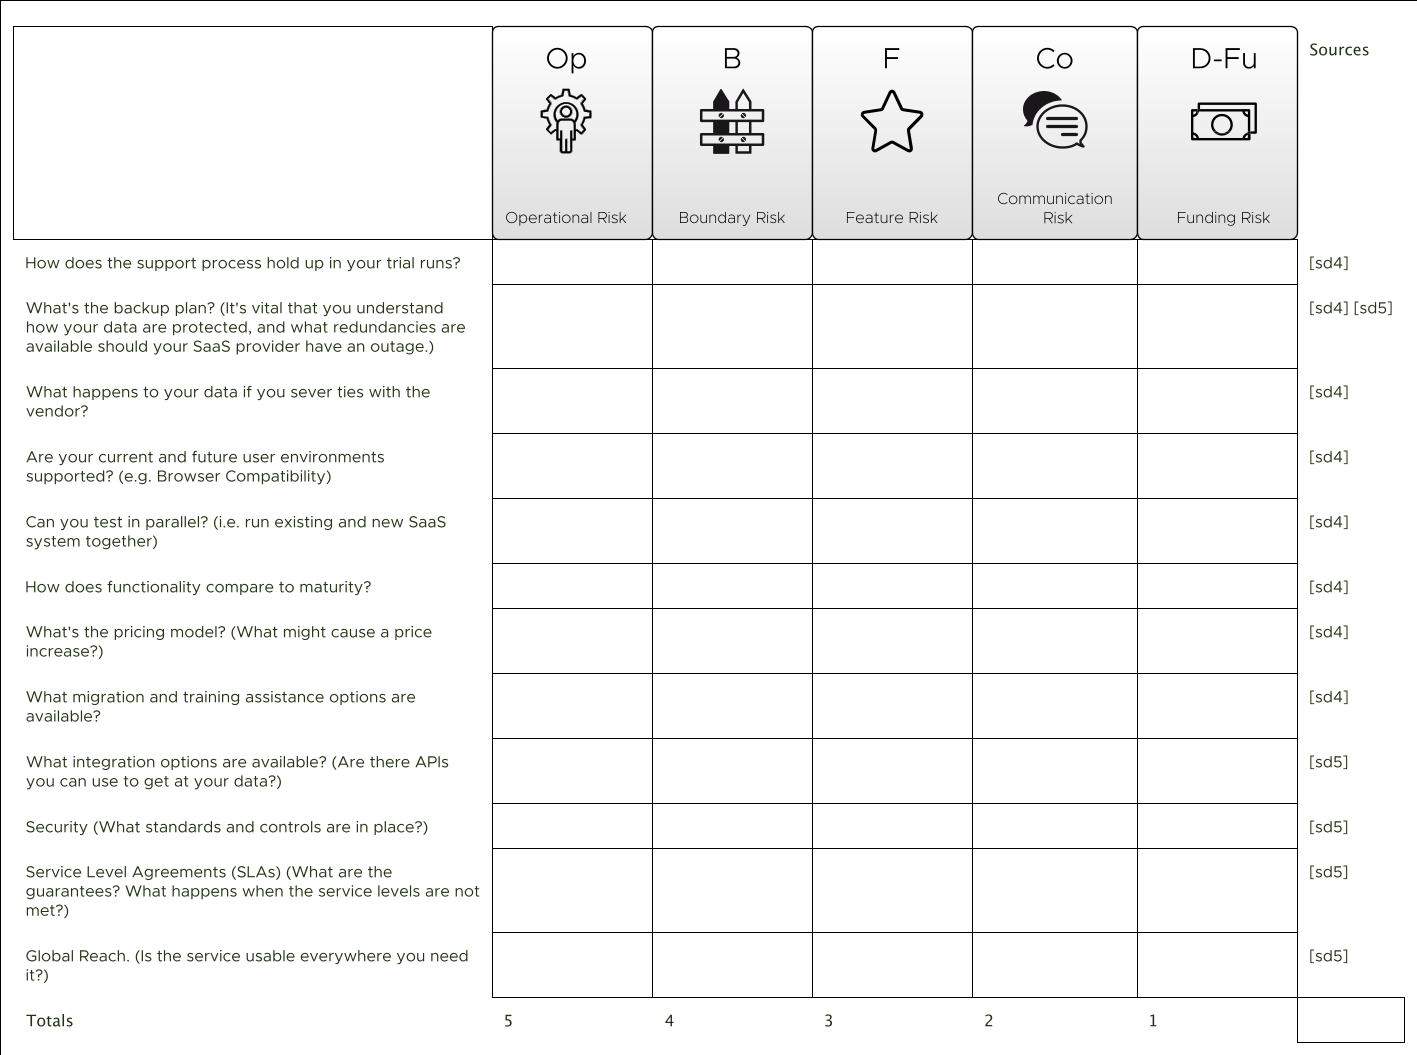 Op
B
F
Co
D-Fu
Sources
Operational Risk
Boundary Risk
Feature Risk
Communication
Risk
Funding Risk
How does the support process hold up in your trial runs?
[sd4]
What's the backup plan? (It's vital that you understand
how your data are protected, and what redundancies are
available should your SaaS provider have an outage.)
[sd4] [sd5]
What happens to your data if you sever ties with the
vendor?
[sd4]
Are your current and future user environments
supported? (e.g. Browser Compatibility)
[sd4]
Can you test in parallel? (i.e. run existing and new SaaS
system together)
[sd4]
How does functionality compare to maturity?
[sd4]
What's the pricing model? (What might cause a price
increase?)
[sd4]
What migration and training assistance options are
available?
[sd4]
What integration options are available? (Are there APIs
you can use to get at your data?)
[sd5]
Security (What standards and controls are in place?)
[sd5]
Service Level Agreements (SLAs) (What are the
guarantees? What happens when the service levels are not
met?)
[sd5]
Global Reach. (Is the service usable everywhere you need
it?)
[sd5]
Totals
5
4
3
2
1